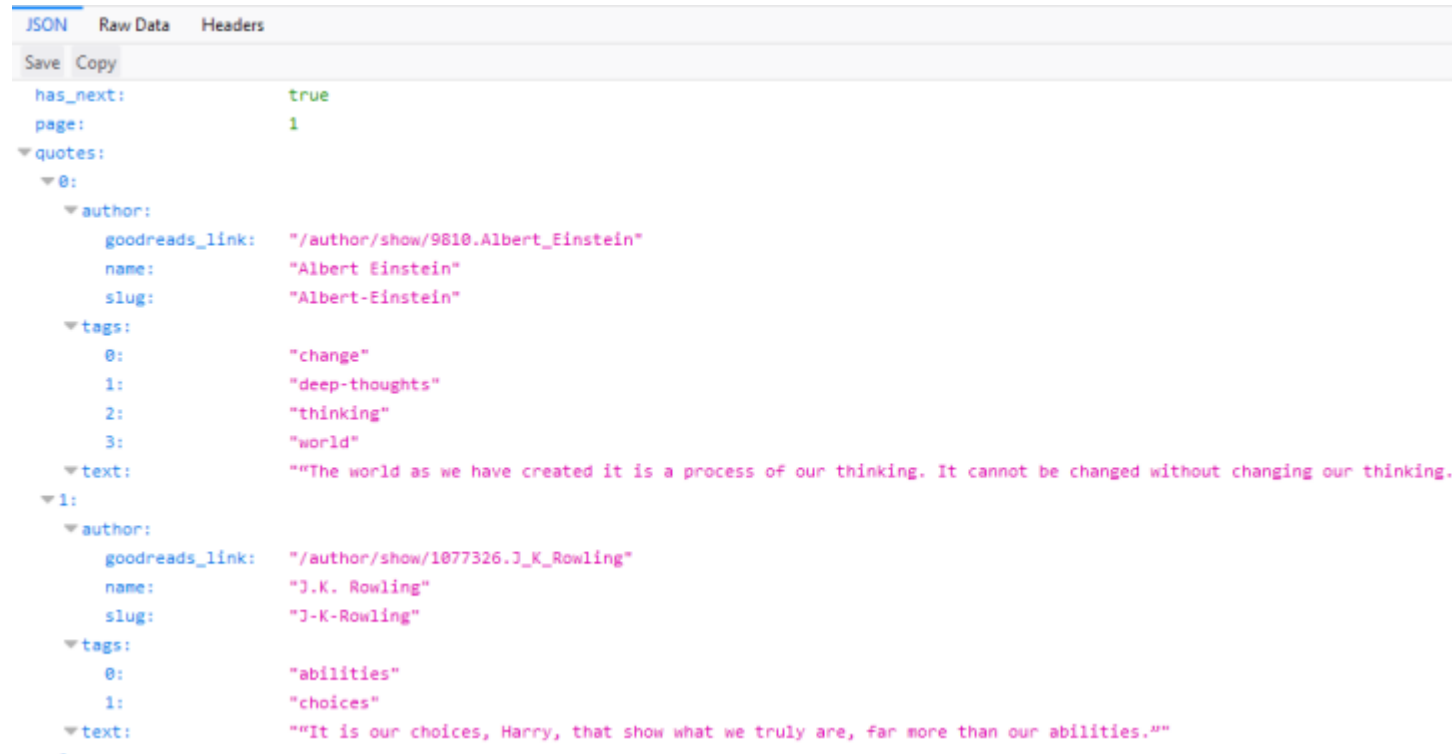 JSON Raw Data Headers
Save Copy
has_next: true
page: 1
quotes:
0:
author:
goodreads_link: "/author/show/9810.Albert_Einstein"
name: "Albert Einstein"
slug: "Albert-Einstein"
tags:
0: "change"
1: "deep-thoughts"
2: "thinking"
3: "world"
text: "“The world as we have created it is a process of our thinking. It cannot be changed without changing our thinking.
1:
author:
goodreads_link: "/author/show/1077326.J_K_Rowling"
name: "J.K. Rowling"
slug: "J-K-Rowling"
tags:
0: "abilities"
1: "choices"
text: "“It is our choices, Harry, that show what we truly are, far more than our abilities.”"